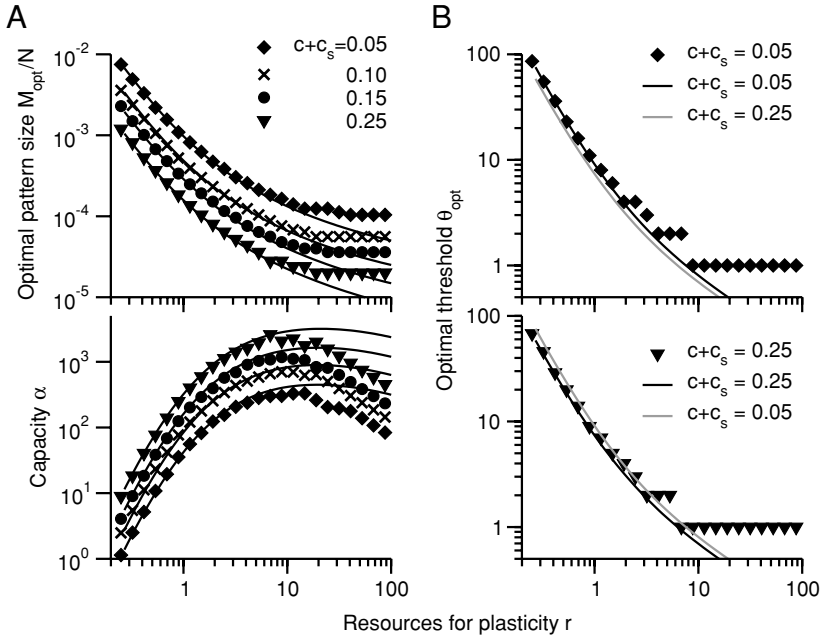 A
Optimal pattern size M_opt/N
10^-2
10^-3
10^-4
10^-5
c+c_s=0.05
0.10
0.15
0.25
Capacity α
10^3
10^2
10^1
10^0
1
10
100
B
Optimal threshold θ_opt
100
10
1
c+c_s = 0.05
c+c_s = 0.05
c+c_s = 0.25
100
10
1
c+c_s = 0.25
c+c_s = 0.25
c+c_s = 0.05
1
10
100
Resources for plasticity r